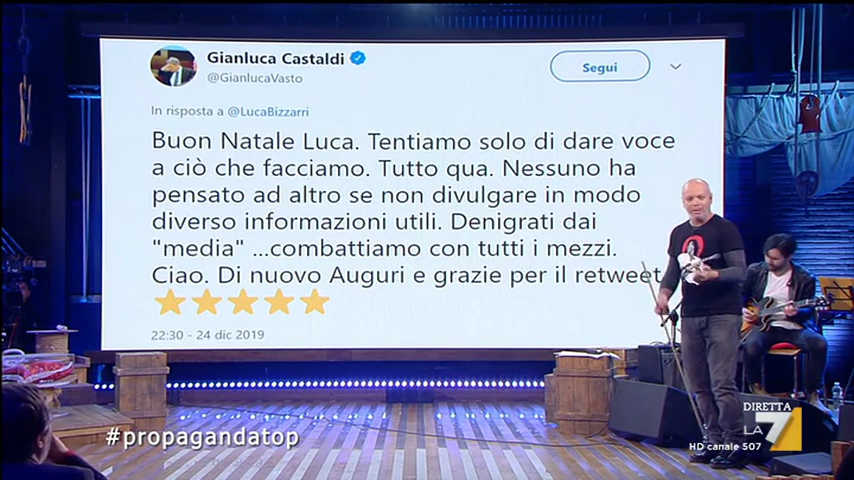 Gianluca Castaldi
@GianlucaVasto
Segui
In risposta a @LucaBizzarri
Buon Natale Luca. Tentiamo solo di dare voce
a ciò che facciamo. Tutto qua. Nessuno ha
pensato ad altro se non divulgare in modo
diverso informazioni utili. Denigrati dai
"media" ...combattiamo con tutti i mezzi.
Ciao. Di nuovo Auguri e grazie per il retweet
22:30 - 24 dic 2019
#propagandatop
DIRETTA
LA7
HD canale 507